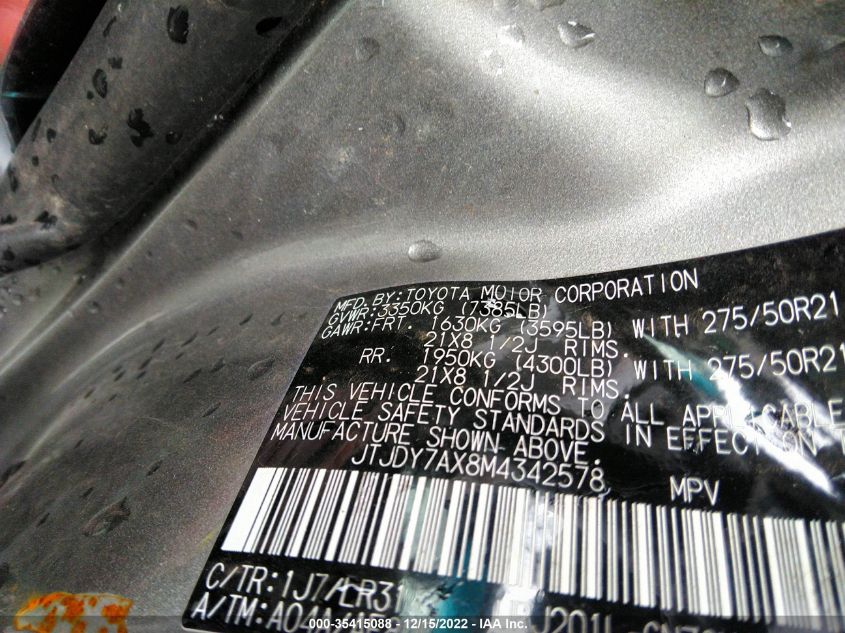 MFD. BY: TOYOTA MOTOR CORPORATION
GVWR: 3350KG (7385LB)
GAWR: FRT. 1630KG (3595LB) WITH 275/50R21
21X8 1/2J RIMS.
RR. 1950KG (4300LB) WITH 275/50R21
21X8 1/2J RIMS.
THIS VEHICLE CONFORMS TO ALL APPLICABLE
VEHICLE SAFETY STANDARDS IN EFFECT
MANUFACTURE SHOWN ABOVE.
JTJDY7AX8M4342578 MPV
C/TR: 1J7/LR31
A/TM:
000-35415088 - 12/15/2022 - IAA Inc.